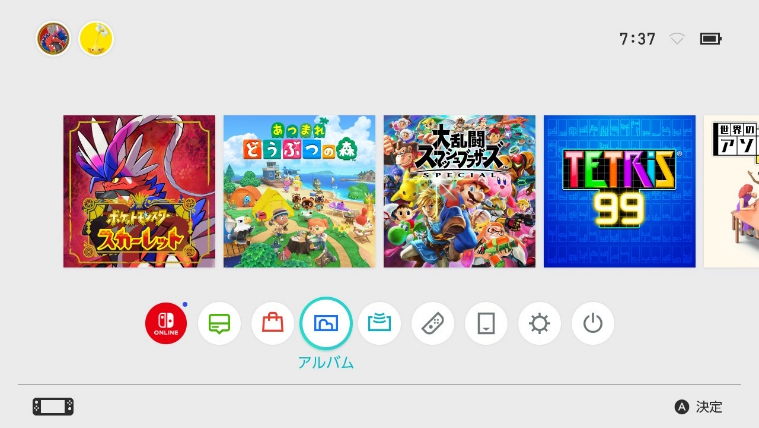 7:37
ポケットモンスター
スカーレット
あつまれ
どうぶつの森
大乱闘
スマッシュブラザーズ
SPECIAL
TETRIS
99
世界の
アソ
ONLINE
アルバム
A 決定